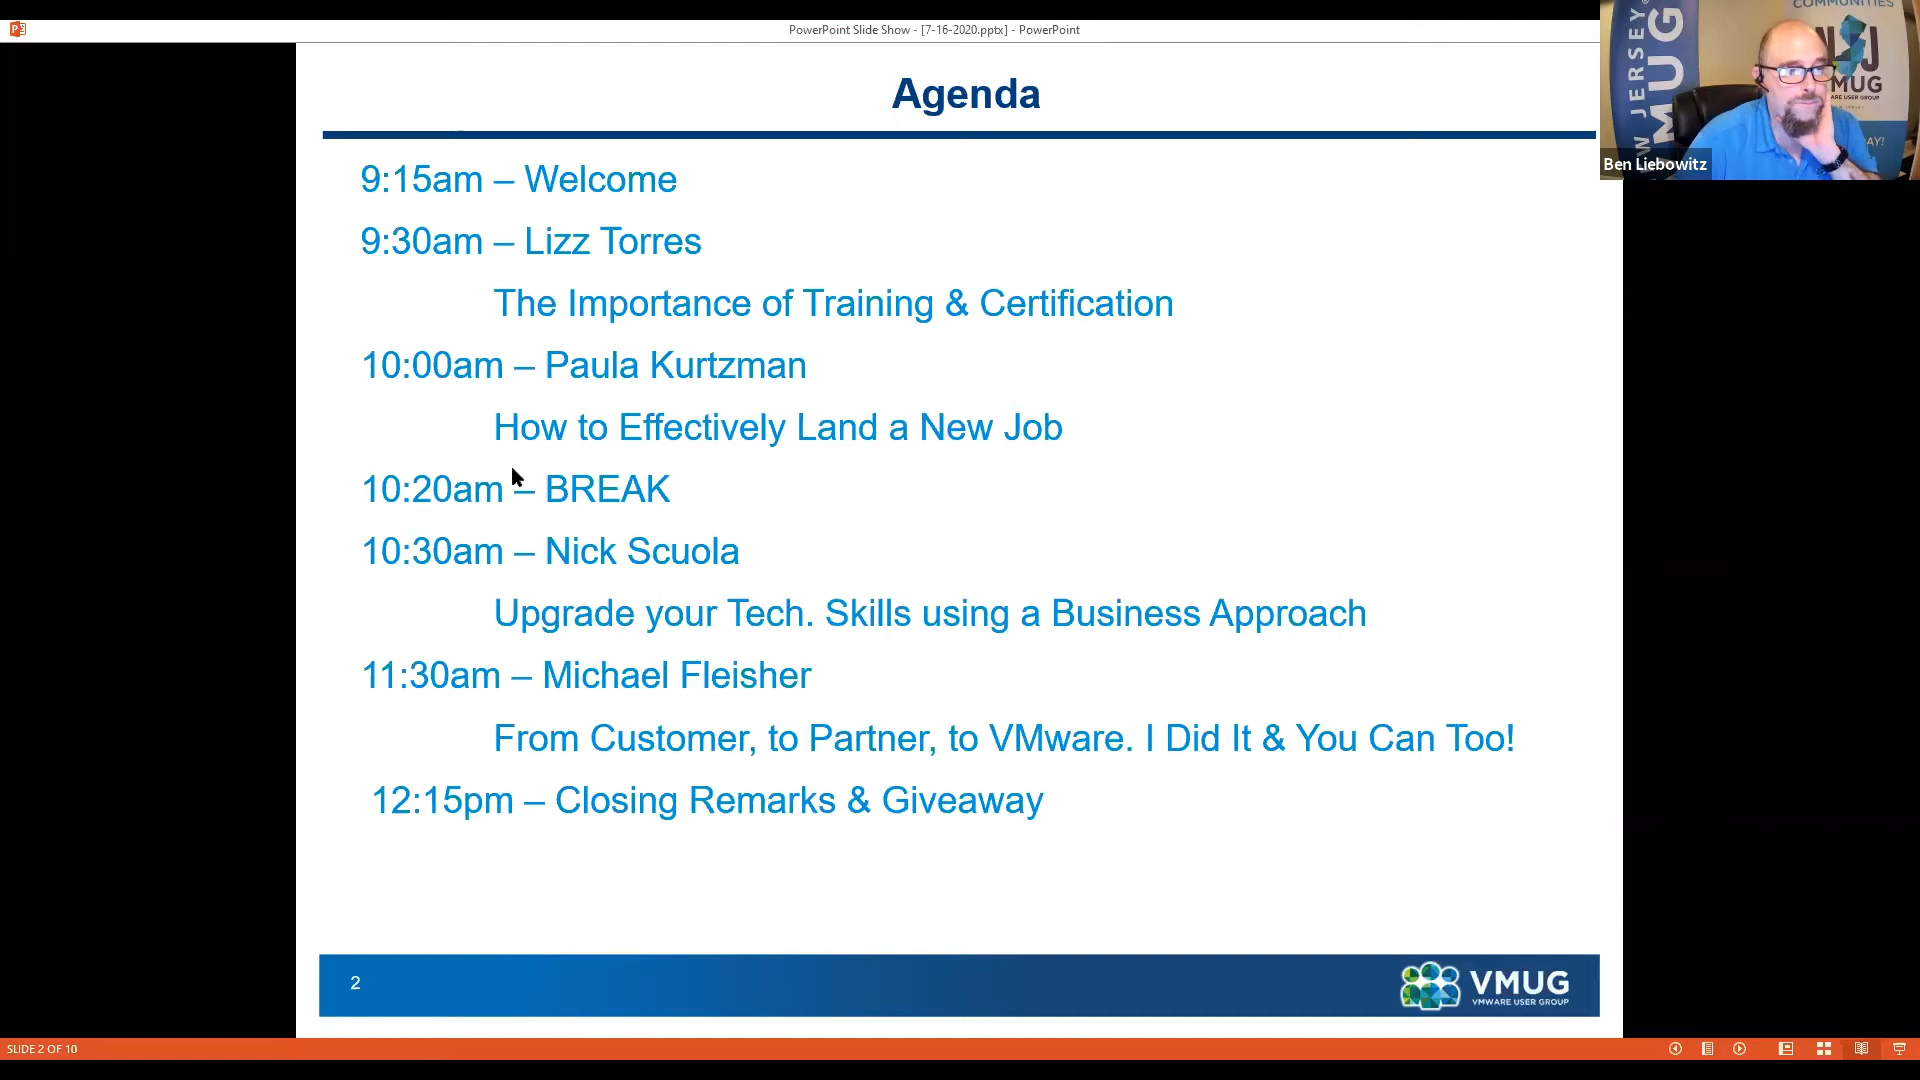 PowerPoint Slide Show - [7-16-2020.pptx] - PowerPoint
Agenda
9:15am – Welcome
9:30am – Lizz Torres
The Importance of Training & Certification
10:00am – Paula Kurtzman
How to Effectively Land a New Job
10:20am – BREAK
10:30am – Nick Scuola
Upgrade your Tech. Skills using a Business Approach
11:30am – Michael Fleisher
From Customer, to Partner, to VMware. I Did It & You Can Too!
12:15pm – Closing Remarks & Giveaway
2
VMUG
VMWARE USER GROUP
SLIDE 2 OF 10
COMMUNITIES
JERSEY
MUG
Ben Liebowitz